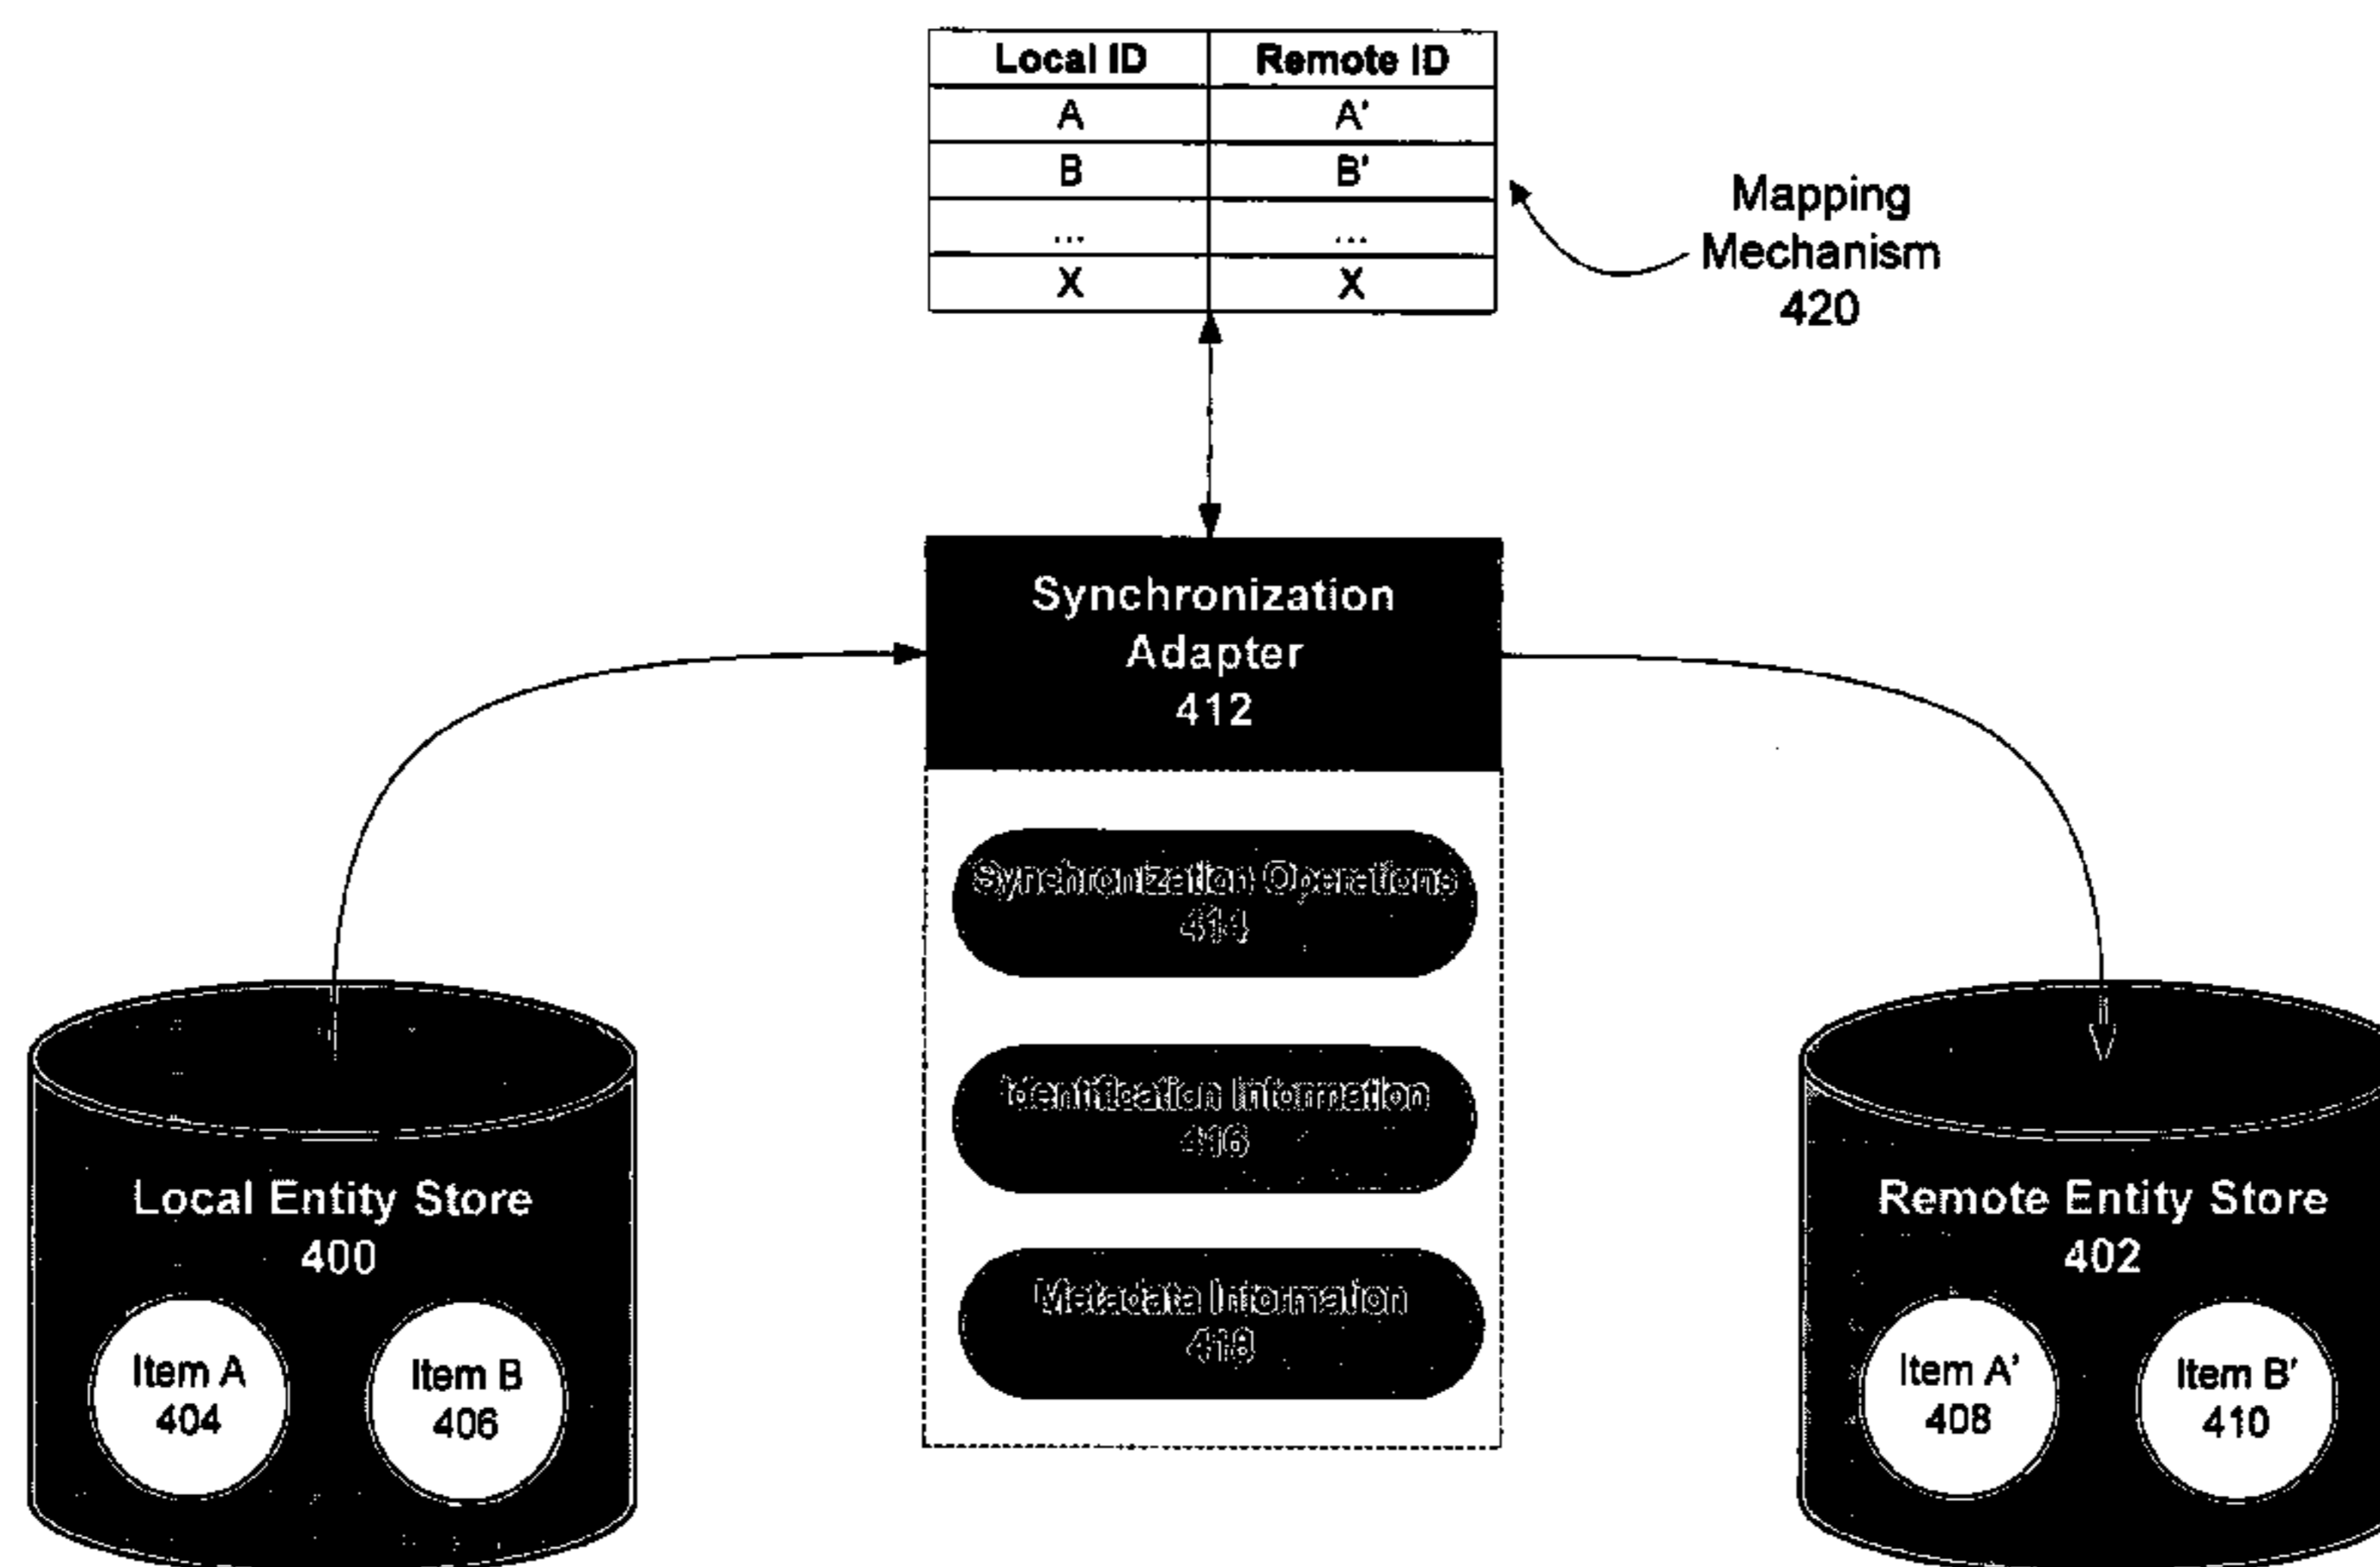 Local ID Remote ID
A A'
B B'
... ...
X X
Mapping
Mechanism
420
Synchronization
Adapter
412
Synchronization Operations
414
Identification Information
416
Metadata Information
418
Local Entity Store
400
Item A
404
Item B
406
Remote Entity Store
402
Item A'
408
Item B'
410